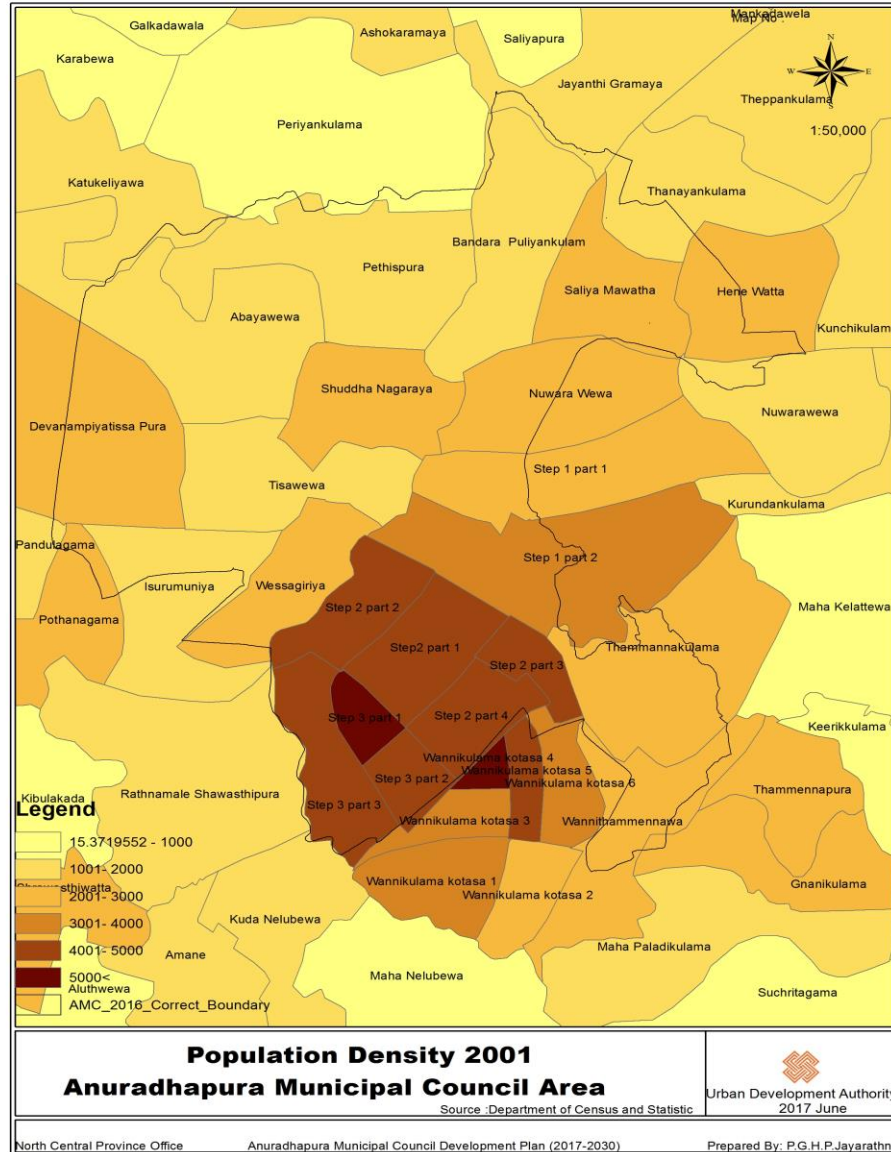 Galkadawala
Ashokaramaya
Saliyapura
Mankadawela
Map No :
Karabewa
Jayanthi Gramaya
N
W E
S
Theppankulama
Periyankulama
1:50,000
Katukeliyawa
Thanayankulama
Bandara Puliyankulam
Pethispura
Saliya Mawatha
Hene Watta
Abayawewa
Kunchikulam
Shuddha Nagaraya
Nuwara Wewa
Nuwarawewa
Devanampiyatissa Pura
Step 1 part 1
Tisawewa
Kurundankulama
Pandulagama
Step 1 part 2
Isurumuniya
Wessagiriya
Step 2 part 2
Maha Kelattewa
Pothanagama
Step2 part 1
Thammannakulama
Step 2 part 3
Step 3 part 1
Step 2 part 4
Keerikkulama
Wannikulama kotasa 4
Wannikulama kotasa 5
Step 3 part 2
Wannikulama kotasa 6
Thammennapura
Kibulakada
Rathnamale Shawasthipura
Step 3 part 3
Wannikulama kotasa 3
Wannithammennawa
Legend
15.3719552 - 1000
1001- 2000
2001- 3000
3001- 4000
4001- 5000
5000<
AMC_2016_Correct_Boundary
Wannikulama kotasa 1
Wannikulama kotasa 2
Gnanikulama
Kuda Nelubewa
Amane
Maha Paladikulama
Maha Nelubewa
Aluthwewa
Suchritagama
Population Density 2001
Anuradhapura Municipal Council Area
Source :Department of Census and Statistic
Urban Development Authority
2017 June
North Central Province Office
Anuradhapura Municipal Council Development Plan (2017-2030)
Prepared By: P.G.H.P.Jayarathn